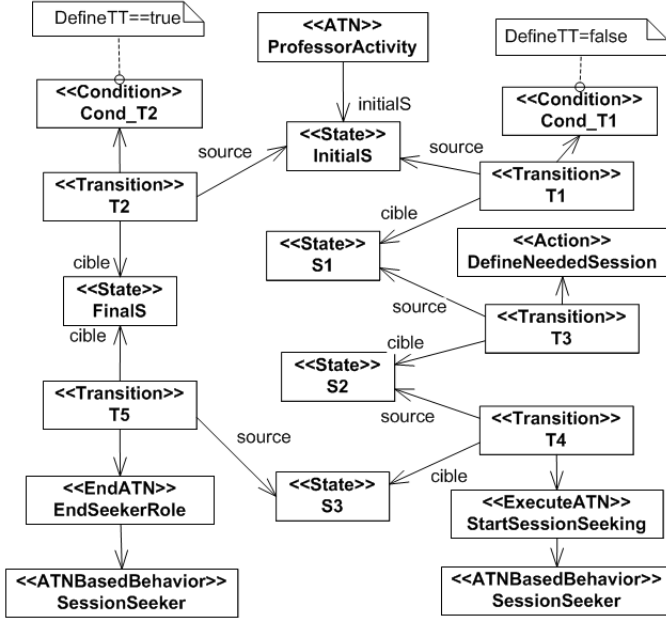 DefineTT==true
<<ATN>>
ProfessorActivity
DefineTT=false
<<Condition>>
Cond_T2
initialS
<<Condition>>
Cond_T1
<<State>>
InitialS
source
source
<<Transition>>
T2
<<Transition>>
T1
cible
cible
<<State>>
S1
<<Action>>
DefineNeededSession
<<State>>
FinalS
source
<<Transition>>
T3
cible
cible
<<State>>
S2
<<Transition>>
T5
source
<<Transition>>
T4
source
cible
<<EndATN>>
EndSeekerRole
<<State>>
S3
<<ExecuteATN>>
StartSessionSeeking
<<ATNBasedBehavior>>
SessionSeeker
<<ATNBasedBehavior>>
SessionSeeker